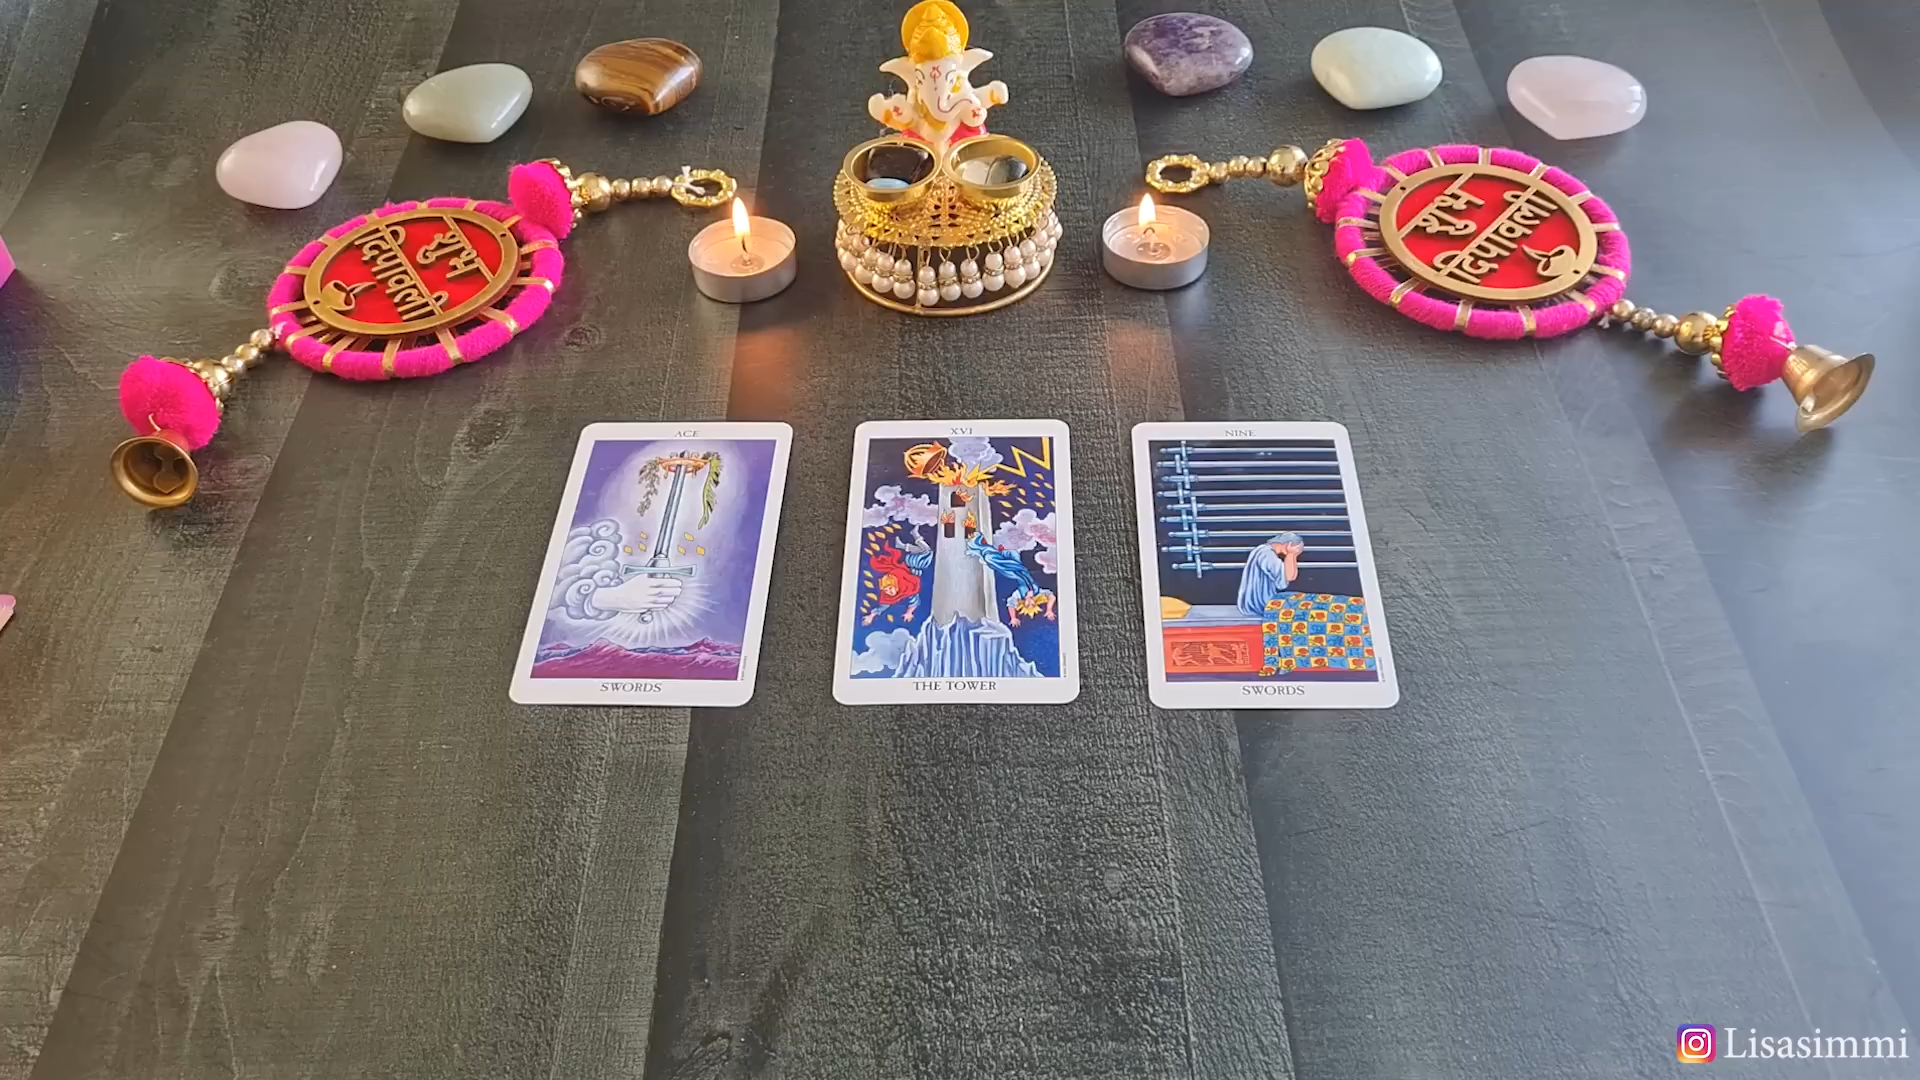 शुभ
दिपावली
शुभ
दिपावली
ACE
SWORDS
XVI
THE TOWER
NINE
SWORDS
Lisasimmi